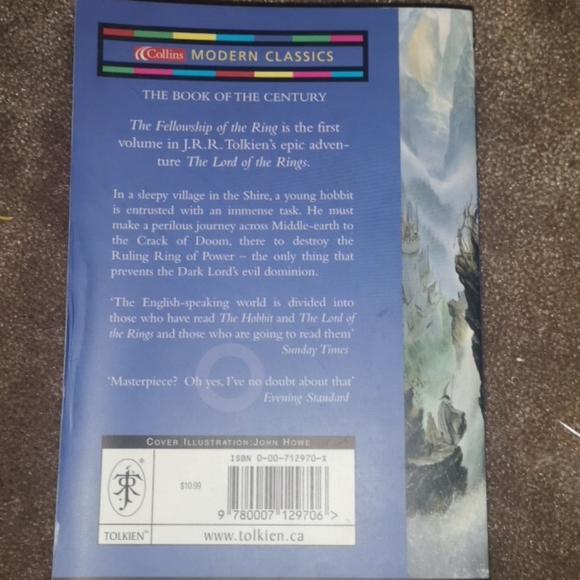 Collins MODERN CLASSICS
THE BOOK OF THE CENTURY
The Fellowship of the Ring is the first
volume in J.R.R. Tolkien's epic adven-
ture The Lord of the Rings.
In a sleepy village in the Shire, a young hobbit
is entrusted with an immense task. He must
make a perilous journey across Middle-earth to
the Crack of Doom, there to destroy the
Ruling Ring of Power – the only thing that
prevents the Dark Lord's evil dominion.
'The English-speaking world is divided into
those who have read The Hobbit and The Lord of
the Rings and those who are going to read them'
Sunday Times
'Masterpiece? Oh yes, I've no doubt about that'
Evening Standard
COVER ILLUSTRATION: JOHN HOWE
ISBN 0-00-712970-X
$10.99
9 780007 129706 >
TOLKIEN™
www.tolkien.ca